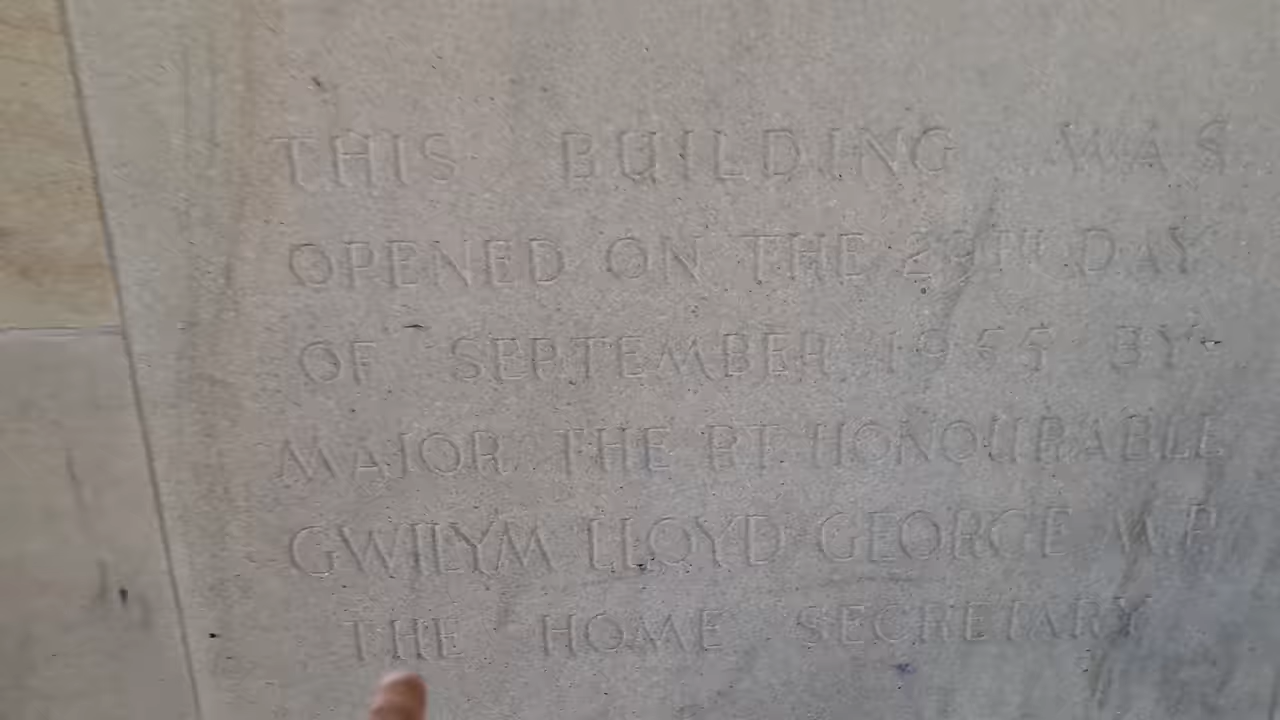 THIS BUILDING WAS
OPENED ON THE 29TH DAY
OF SEPTEMBER 1955 BY
MAJOR THE RT HONOURABLE
GWILYM LLOYD GEORGE M.P.
THE HOME SECRETARY